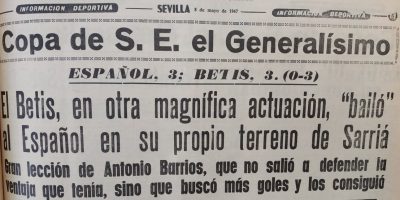 INFORMACION DEPORTIVA
SEVILLA 8 de mayo de 1967
INFORMACION DEPORTIVA
Copa de S. E. el Generalísimo
ESPAÑOL, 3; BETIS, 3. (0-3)
El Betis, en otra magnífica actuación, "bailó"
al Español en su propio terreno de Sarriá
Gran lección de Antonio Barrios, que no salió a defender la
ventaja que tenía, sino que buscó más goles y los consiguió